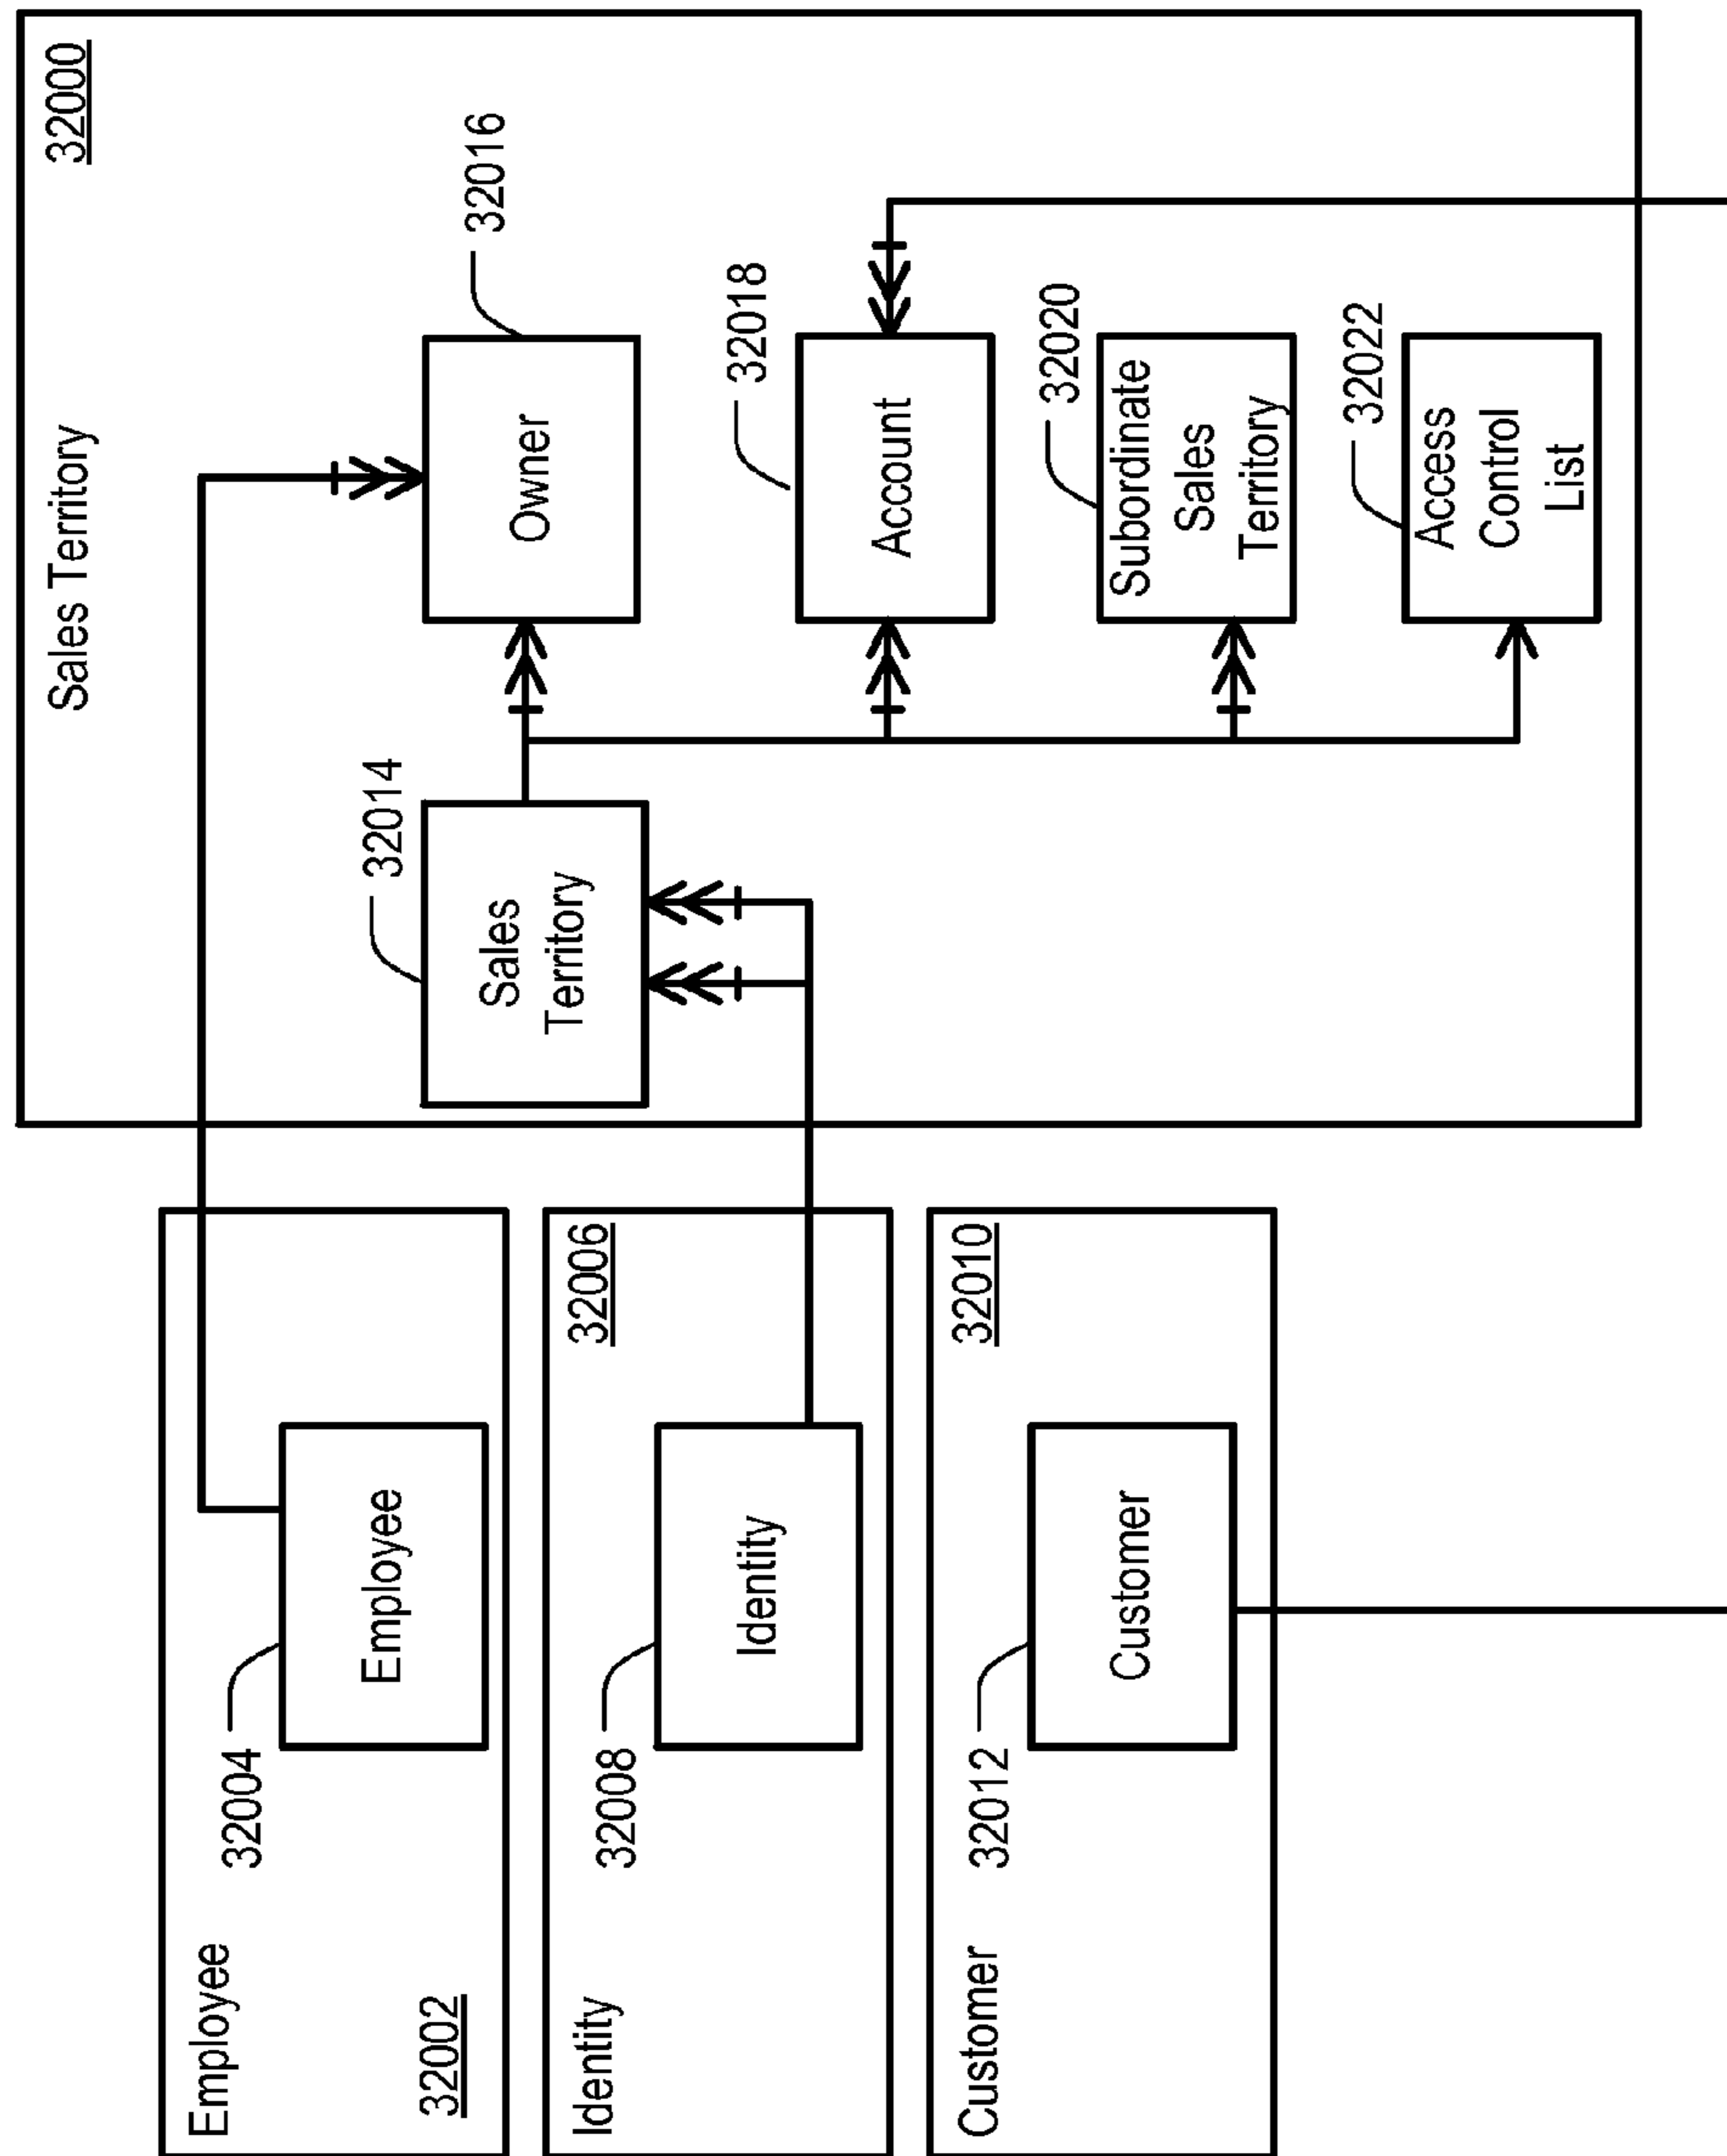 Employee
32002
32004
Employee
Identity
32006
32008
Identity
Customer
32010
32012
Customer
Sales Territory
32000
32014
Sales
Territory
32016
Owner
32018
Account
32020
Subordinate
Sales
Territory
32022
Access
Control
List